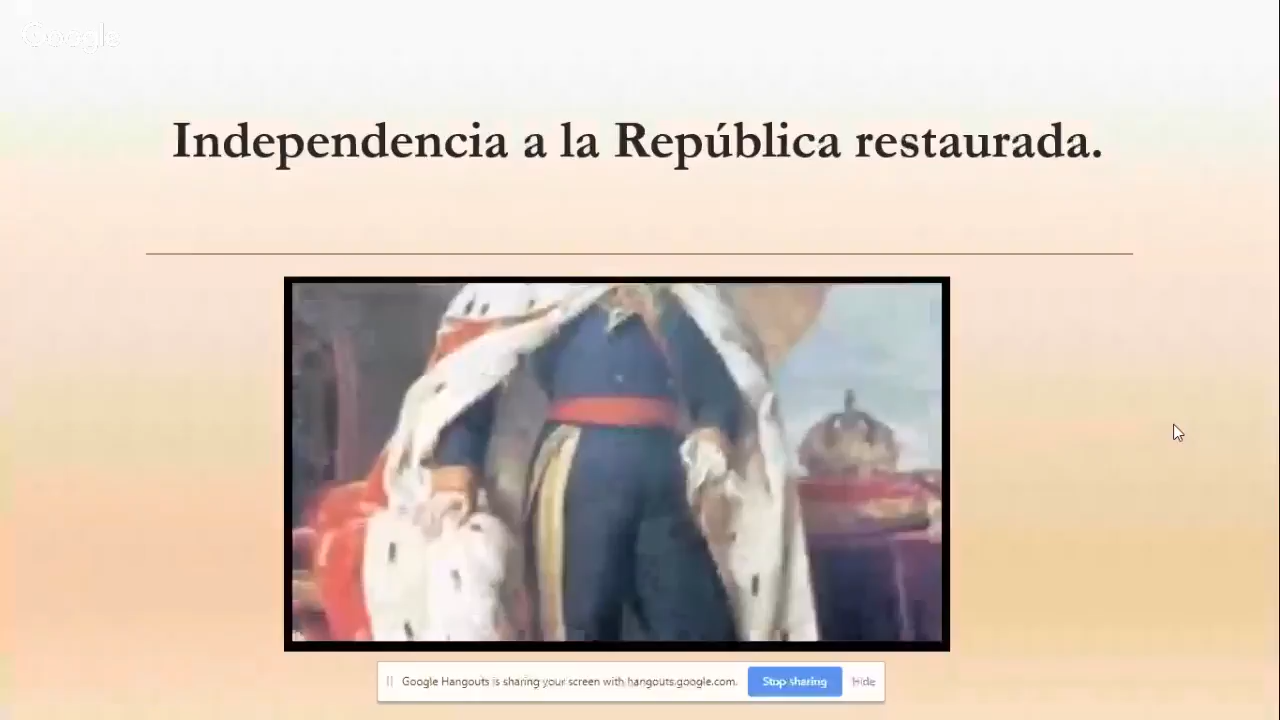 Google
Independencia a la República restaurada.
Google Hangouts is sharing your screen with hangouts.google.com.
Stop sharing
Hide